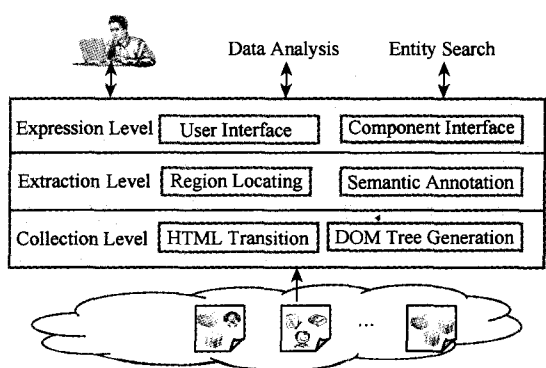 Data Analysis Entity Search
Expression Level User Interface Component Interface
Extraction Level Region Locating Semantic Annotation
Collection Level HTML Transition DOM Tree Generation
...